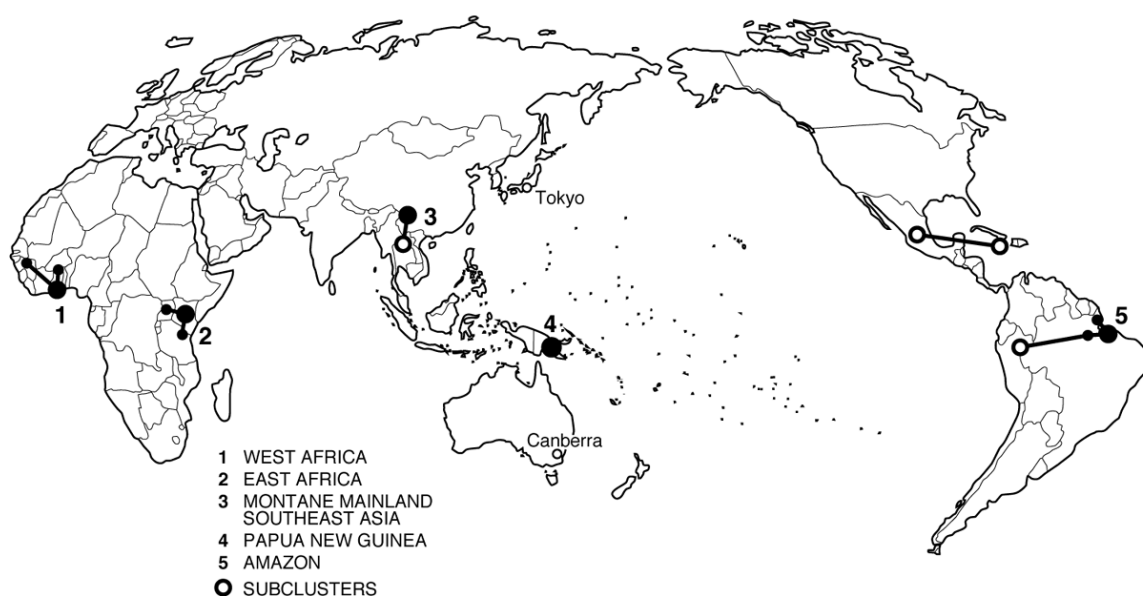 3
Tokyo
1
2
4
5
Canberra
1 WEST AFRICA
2 EAST AFRICA
3 MONTANE MAINLAND
SOUTHEAST ASIA
4 PAPUA NEW GUINEA
5 AMAZON
SUBCLUSTERS